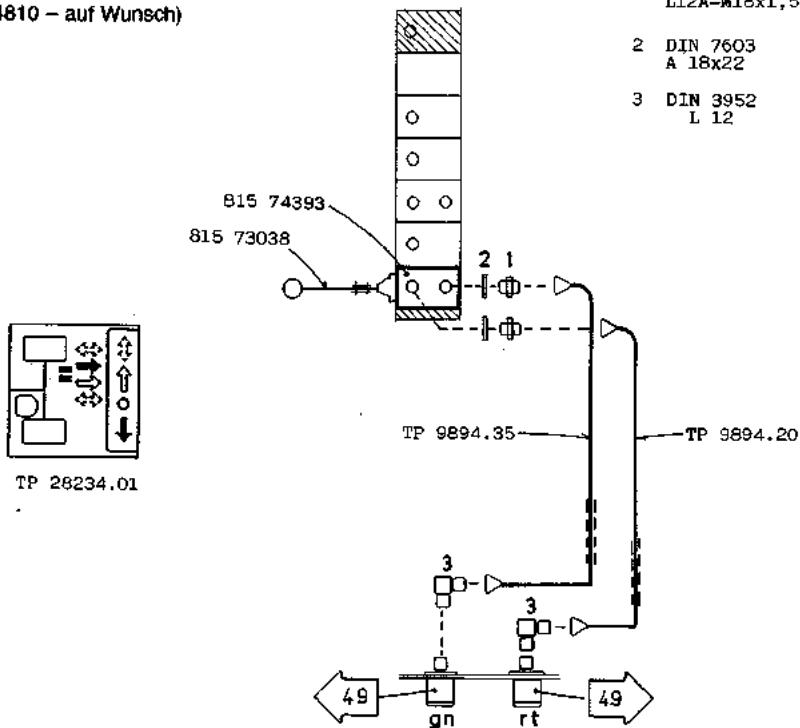 4810 – auf Wunsch)
L12A-M18x1,5
2 DIN 7603
A 18x22
3 DIN 3952
L 12
815 74393
815 73038
2 1
TP 9894.35
TP 9894.20
TP 28234.01
3
3
49
49
gn
rt